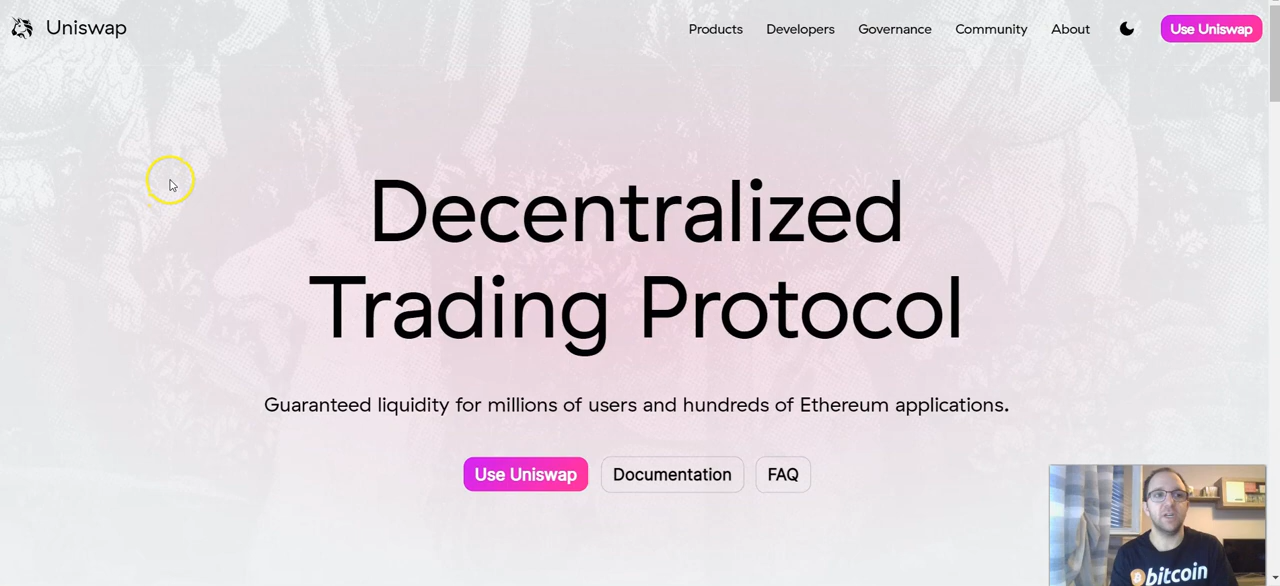 Uniswap
Products Developers Governance Community About Use Uniswap
Decentralized
Trading Protocol
Guaranteed liquidity for millions of users and hundreds of Ethereum applications.
Use Uniswap Documentation FAQ
bitcoin